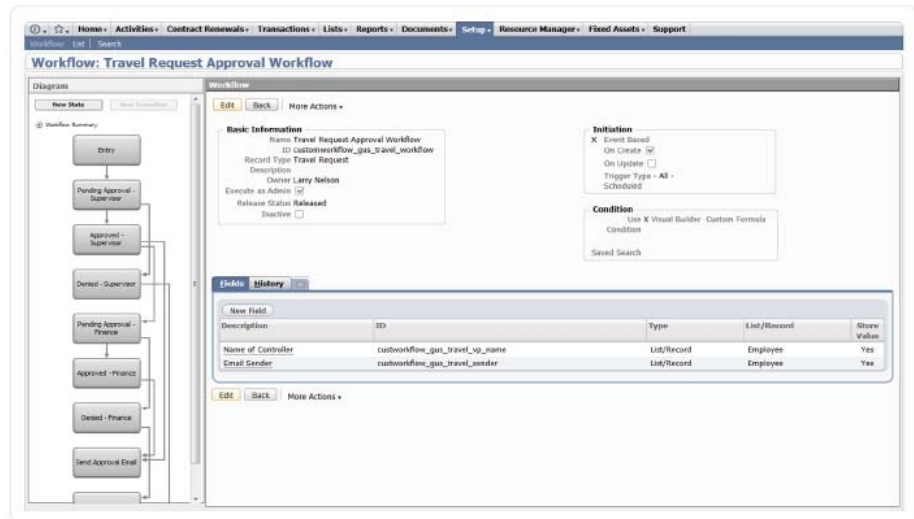 Home Activities Contract Renewals Transactions Lists Reports Documents Setup Resource Manager Fixed Assets Support
Workflow: List | Search
Workflow: Travel Request Approval Workflow
Diagram
New State New Transition
Workflow Summary
Entry
Pending Approval - Supervisor
Approved - Supervisor
Denied - Supervisor
Pending Approval - Finance
Approved - Finance
Denied - Finance
Send Approval Email
Workflow
Edit Back More Actions
Basic Information
Name Travel Request Approval Workflow
ID customworkflow_gus_travel_workflow
Record Type Travel Request
Description
Owner Larry Nelson
Execute as Admin
Release Status Released
Inactive
Initiation
X Event Based
On Create
On Update
Trigger Type - All -
Scheduled
Condition
Use X Visual Builder Custom Formula
Condition
Saved Search
Fields History
New Field
Description ID Type List/Record Store Value
Name of Controller custworkflow_gus_travel_vp_name List/Record Employee Yes
Email Sender custworkflow_gus_travel_sender List/Record Employee Yes
Edit Back More Actions